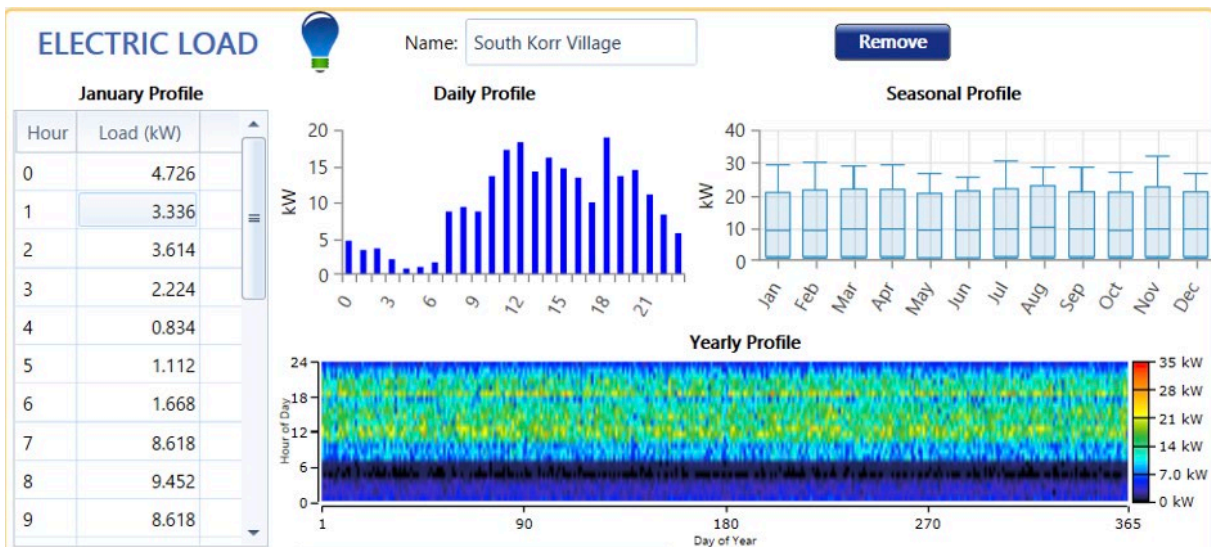 ELECTRIC LOAD
Name: South Korr Village
Remove
January Profile
Hour Load (kW)
0 4.726
1 3.336
2 3.614
3 2.224
4 0.834
5 1.112
6 1.668
7 8.618
8 9.452
9 8.618
Daily Profile
kW
20
15
10
5
0
0 3 6 9 12 15 18 21
Seasonal Profile
kW
40
30
20
10
0
Jan Feb Mar Apr May Jun Jul Aug Sep Oct Nov Dec
Yearly Profile
Hour of Day
24
18
12
6
0
1 90 180 270 365
Day of Year
35 kW
28 kW
21 kW
14 kW
7.0 kW
0 kW